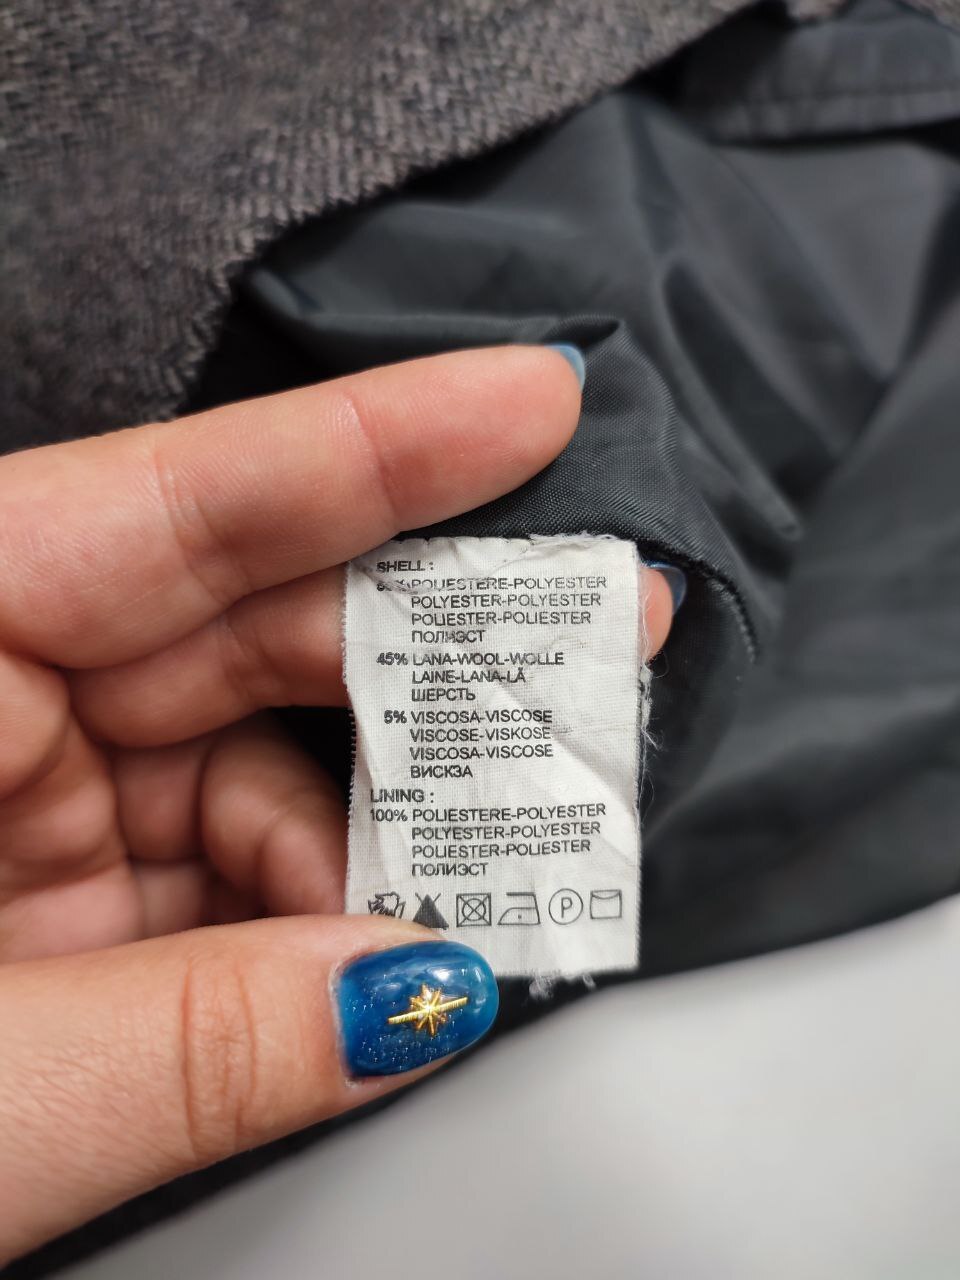 SHELL :
POLIESTERE-POLYESTER
POLYESTER-POLYESTER
POLIESTER-POLIESTER
ПОЛИЭСТ
45% LANA-WOOL-WOLLE
LAINE-LANA-LÃ
ШЕРСТЬ
5% VISCOSA-VISCOSE
VISCOSE-VISKOSE
VISCOSA-VISCOSE
ВИСКЗА
LINING :
100% POLIESTERE-POLYESTER
POLYESTER-POLYESTER
POLIESTER-POLIESTER
ПОЛИЭСТ
P